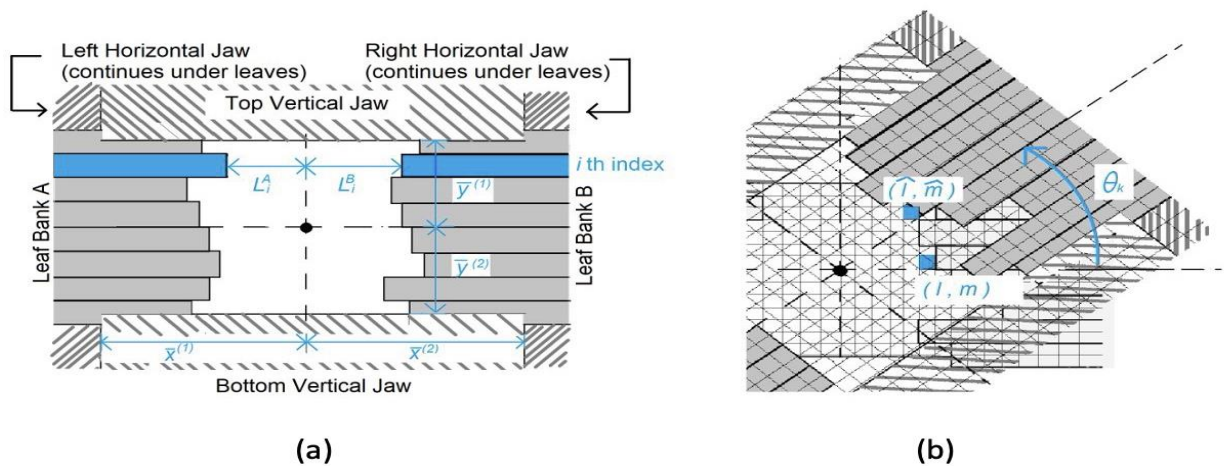 Left Horizontal Jaw
(continues under leaves)
Right Horizontal Jaw
(continues under leaves)
Top Vertical Jaw
i th index
Leaf Bank A
Leaf Bank B
L_i^A
L_i^B
y̅⁽¹⁾
y̅⁽²⁾
x̅⁽¹⁾
x̅⁽²⁾
Bottom Vertical Jaw
(a)
(l̂, m̂)
θ_k
(l, m)
(b)